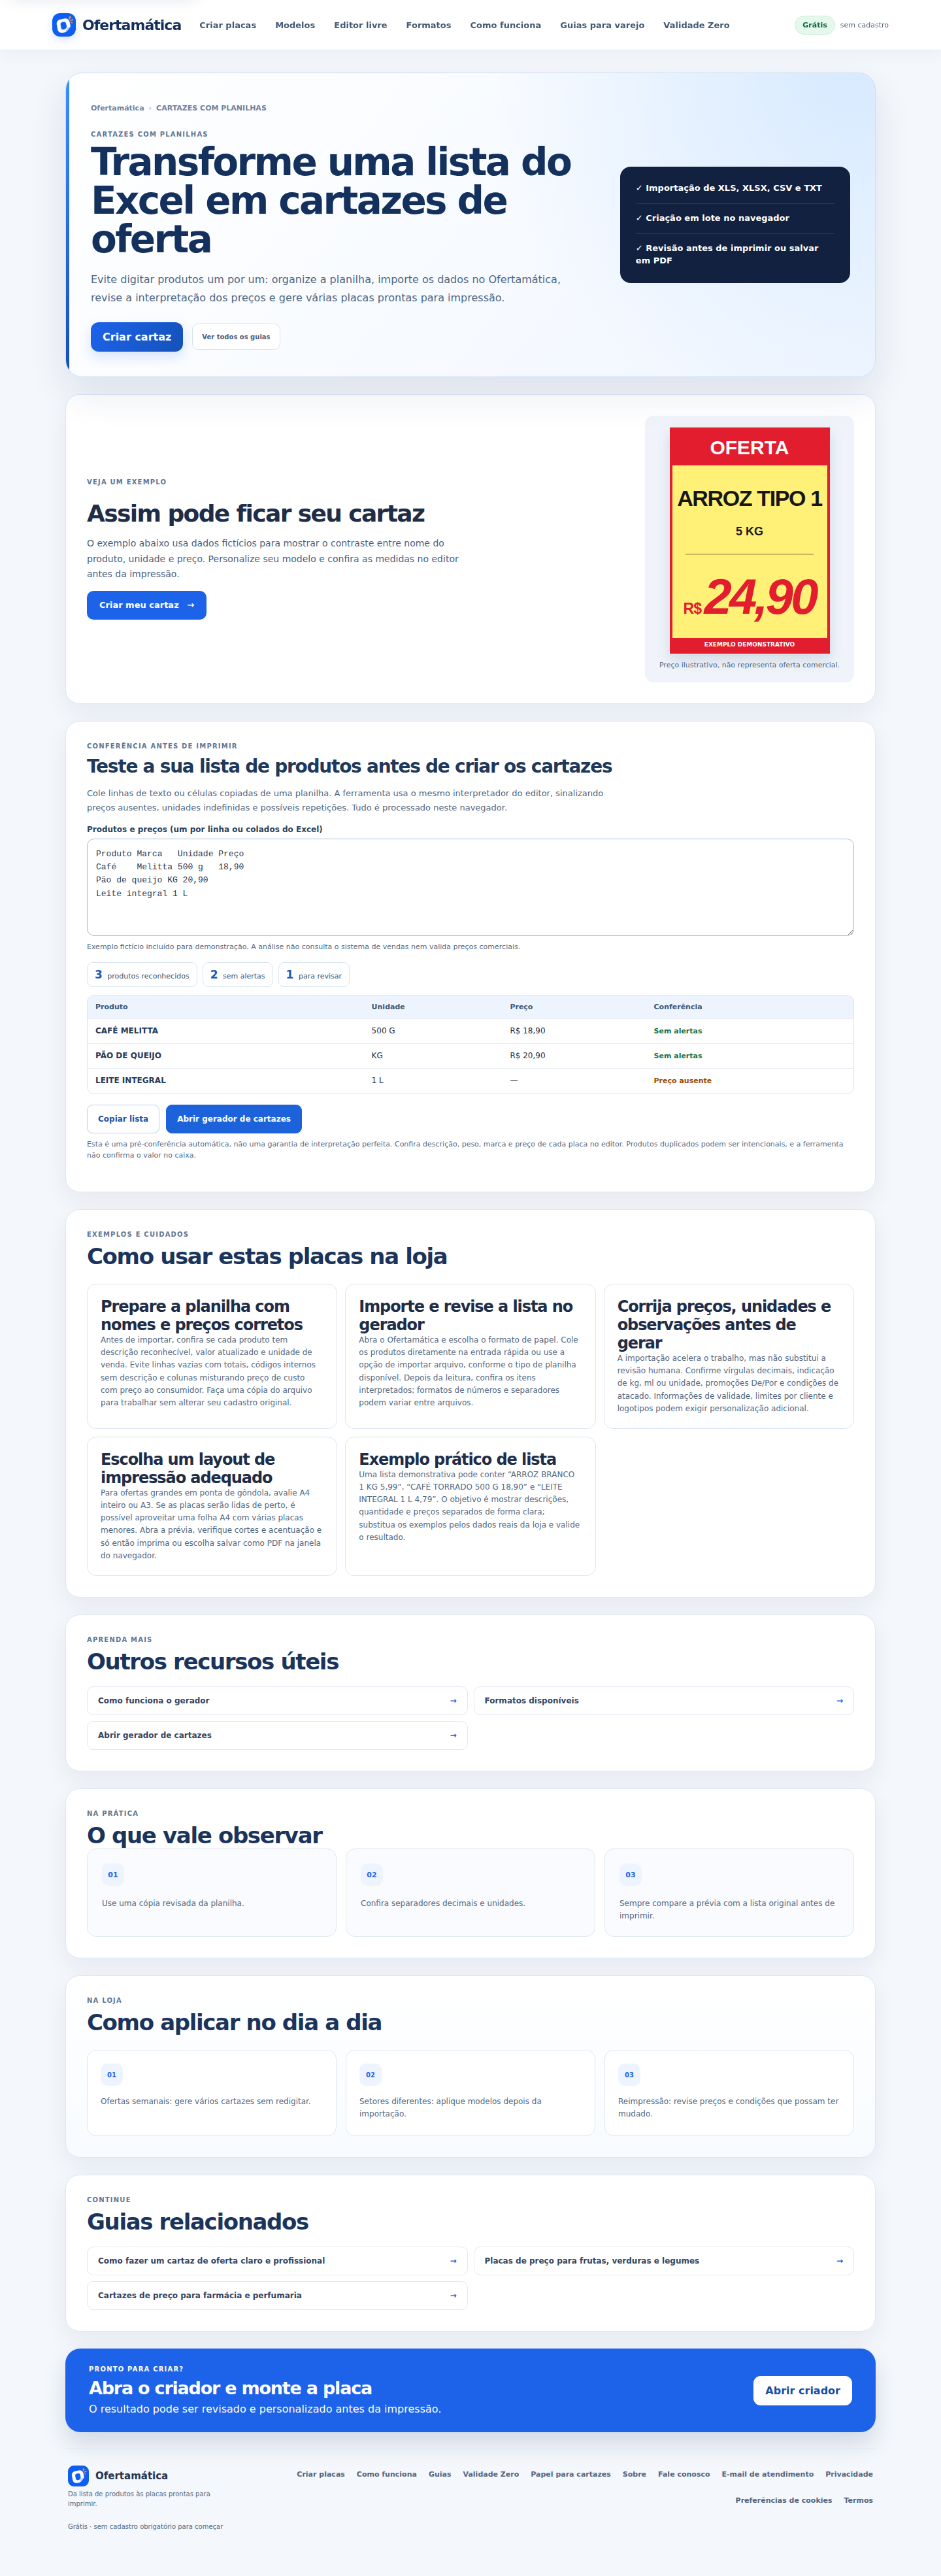 Ofertamática
Criar placas
Modelos
Editor livre
Formatos
Como funciona
Guias para varejo
Validade Zero
Grátis
sem cadastro
Ofertamática › CARTAZES COM PLANILHAS
CARTAZES COM PLANILHAS
Transforme uma lista do
Excel em cartazes de
oferta
Evite digitar produtos um por um: organize a planilha, importe os dados no Ofertamática,
revise a interpretação dos preços e gere várias placas prontas para impressão.
Criar cartaz
Ver todos os guias
✓ Importação de XLS, XLSX, CSV e TXT
✓ Criação em lote no navegador
✓ Revisão antes de imprimir ou salvar
em PDF
VEJA UM EXEMPLO
Assim pode ficar seu cartaz
O exemplo abaixo usa dados fictícios para mostrar o contraste entre nome do
produto, unidade e preço. Personalize seu modelo e confira as medidas no editor
antes da impressão.
Criar meu cartaz →
OFERTA
ARROZ TIPO 1
5 KG
R$ 24,90
EXEMPLO DEMONSTRATIVO
Preço ilustrativo, não representa oferta comercial.
CONFERÊNCIA ANTES DE IMPRIMIR
Teste a sua lista de produtos antes de criar os cartazes
Cole linhas de texto ou células copiadas de uma planilha. A ferramenta usa o mesmo interpretador do editor, sinalizando
preços ausentes, unidades indefinidas e possíveis repetições. Tudo é processado neste navegador.
Produtos e preços (um por linha ou colados do Excel)
Produto Marca Unidade Preço
Café Melitta 500 g 18,90
Pão de queijo KG 20,90
Leite integral 1 L
Exemplo fictício incluído para demonstração. A análise não consulta o sistema de vendas nem valida preços comerciais.
3 produtos reconhecidos
2 sem alertas
1 para revisar
Produto Unidade Preço Conferência
CAFÉ MELITTA 500 G R$ 18,90 Sem alertas
PÃO DE QUEIJO KG R$ 20,90 Sem alertas
LEITE INTEGRAL 1 L — Preço ausente
Copiar lista
Abrir gerador de cartazes
Esta é uma pré-conferência automática, não uma garantia de interpretação perfeita. Confira descrição, peso, marca e preço de cada placa no editor. Produtos duplicados podem ser intencionais, e a ferramenta
não confirma o valor no caixa.
EXEMPLOS E CUIDADOS
Como usar estas placas na loja
Prepare a planilha com
nomes e preços corretos
Antes de importar, confira se cada produto tem
descrição reconhecível, valor atualizado e unidade de
venda. Evite linhas vazias com totais, códigos internos
sem descrição e colunas misturando preço de custo
com preço ao consumidor. Faça uma cópia do arquivo
para trabalhar sem alterar seu cadastro original.
Importe e revise a lista no
gerador
Abra o Ofertamática e escolha o formato de papel. Cole
os produtos diretamente na entrada rápida ou use a
opção de importar arquivo, conforme o tipo de planilha
disponível. Depois da leitura, confira os itens
interpretados; formatos de números e separadores
podem variar entre arquivos.
Corrija preços, unidades e
observações antes de
gerar
A importação acelera o trabalho, mas não substitui a
revisão humana. Confirme vírgulas decimais, indicação
de kg, ml ou unidade, promoções De/Por e condições de
atacado. Informações de validade, limites por cliente e
logotipos podem exigir personalização adicional.
Escolha um layout de
impressão adequado
Para ofertas grandes em ponta de gôndola, avalie A4
inteiro ou A3. Se as placas serão lidas de perto, é
possível aproveitar uma folha A4 com várias placas
menores. Abra a prévia, verifique cortes e acentuação e
só então imprima ou escolha salvar como PDF na janela
do navegador.
Exemplo prático de lista
Uma lista demonstrativa pode conter “ARROZ BRANCO
1 KG 5,99”, “CAFÉ TORRADO 500 G 18,90” e “LEITE
INTEGRAL 1 L 4,79”. O objetivo é mostrar descrições,
quantidade e preços separados de forma clara;
substitua os exemplos pelos dados reais da loja e valide
o resultado.
APRENDA MAIS
Outros recursos úteis
Como funciona o gerador →
Formatos disponíveis →
Abrir gerador de cartazes →
NA PRÁTICA
O que vale observar
01
Use uma cópia revisada da planilha.
02
Confira separadores decimais e unidades.
03
Sempre compare a prévia com a lista original antes de
imprimir.
NA LOJA
Como aplicar no dia a dia
01
Ofertas semanais: gere vários cartazes sem redigitar.
02
Setores diferentes: aplique modelos depois da
importação.
03
Reimpressão: revise preços e condições que possam ter
mudado.
CONTINUE
Guias relacionados
Como fazer um cartaz de oferta claro e profissional →
Placas de preço para frutas, verduras e legumes →
Cartazes de preço para farmácia e perfumaria →
PRONTO PARA CRIAR?
Abra o criador e monte a placa
O resultado pode ser revisado e personalizado antes da impressão.
Abrir criador
Ofertamática
Da lista de produtos às placas prontas para
imprimir.
Grátis · sem cadastro obrigatório para começar
Criar placas
Como funciona
Guias
Validade Zero
Papel para cartazes
Sobre
Fale conosco
E-mail de atendimento
Privacidade
Preferências de cookies
Termos